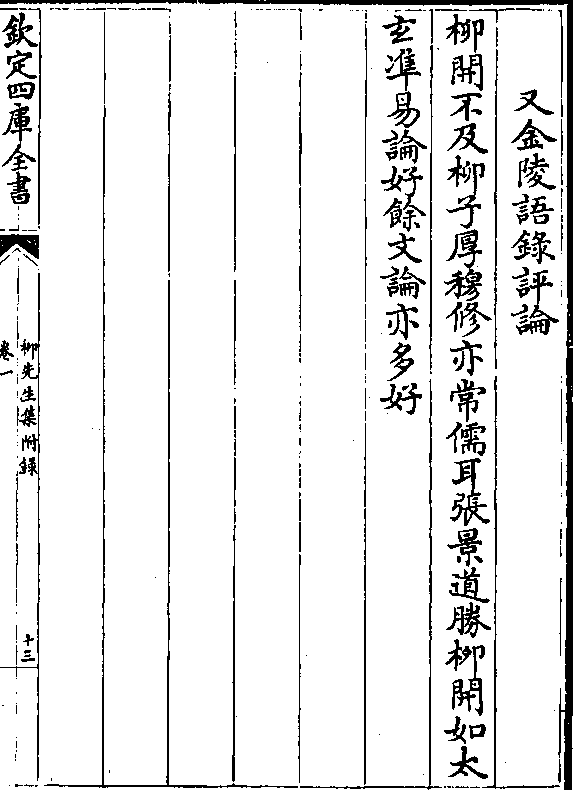 又金陵語錄評論
柳開不及柳子厚穆修亦常儒耳張景道勝柳開如太
玄準易論好餘文論亦多好
欽定四庫全書
柳先生集附錄
卷一
十三